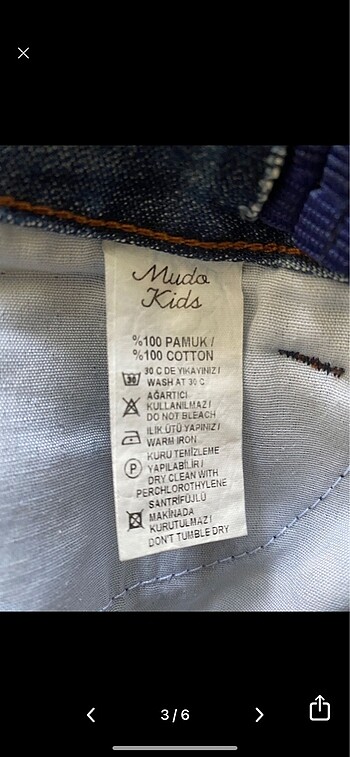 Mudo
Kids
%100 PAMUK /
%100 COTTON
30 C DE YIKAYINIZ /
WASH AT 30 C
AĞARTICI
KULLANILMAZ /
DO NOT BLEACH
ILIK ÜTÜ YAPINIZ /
WARM IRON
KURU TEMİZLEME
P YAPILABİLİR /
DRY CLEAN WITH
PERCHLOROTHYLENE
SANTRİFÜJLÜ
MAKİNADA
KURUTULMAZ /
DON'T TUMBLE DRY
3/6